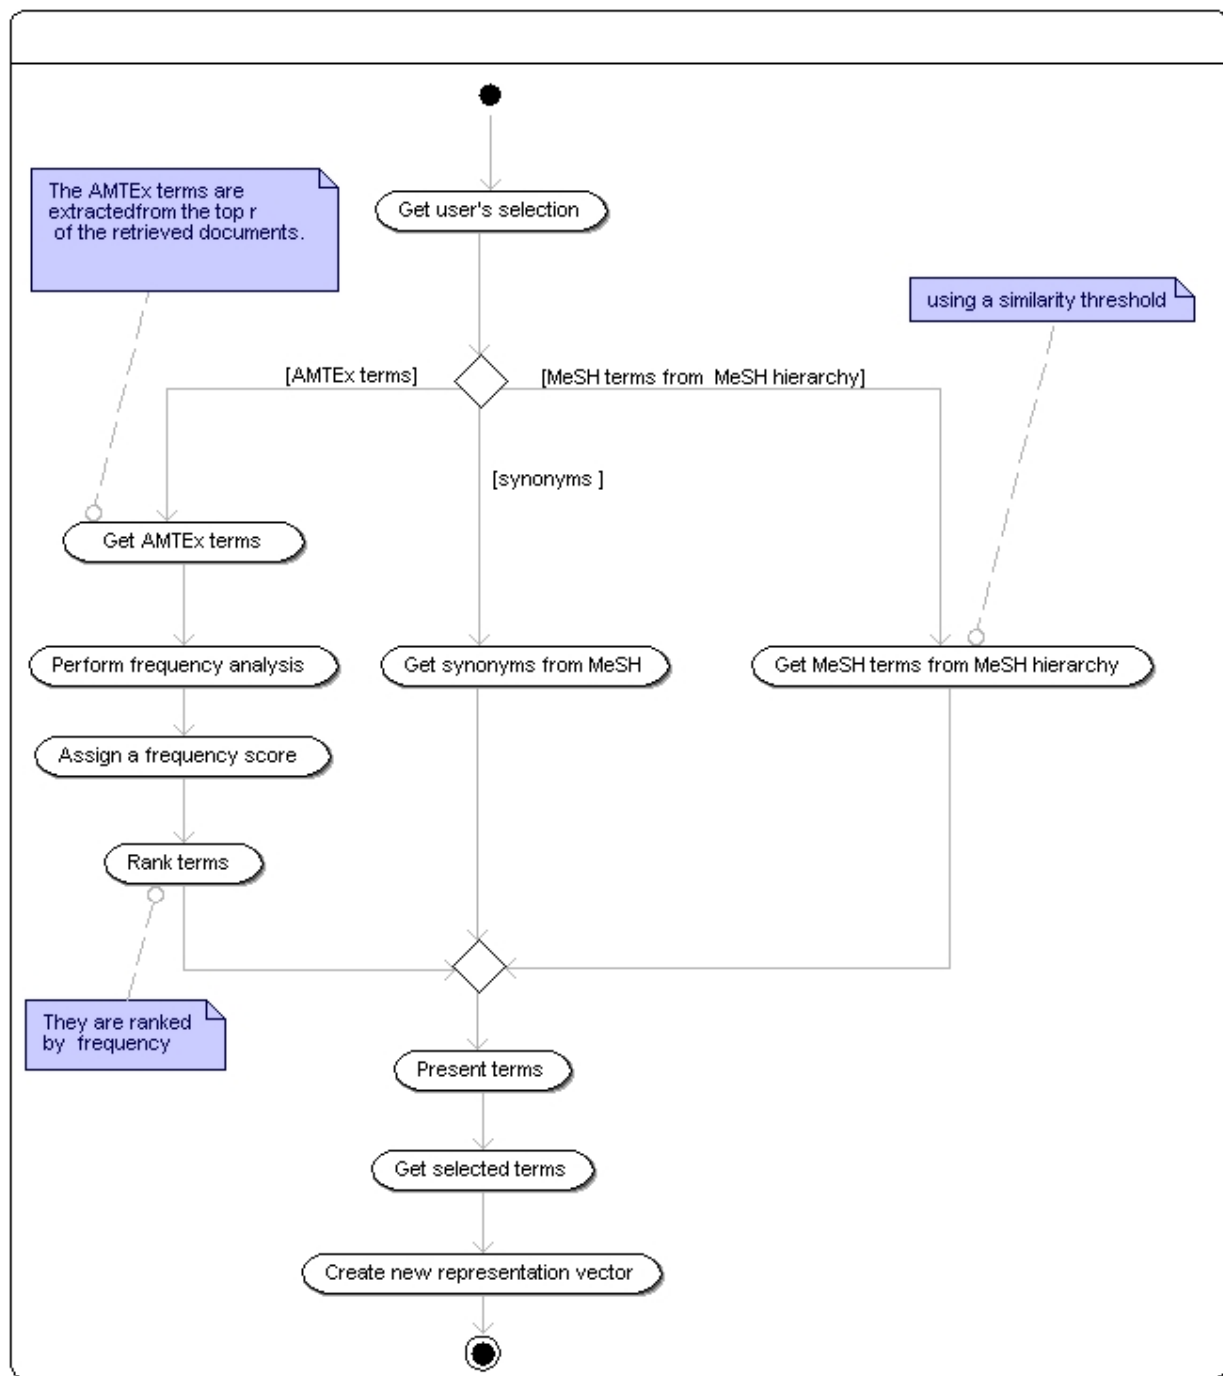 The AMTEx terms are
extractedfrom the top r
of the retrieved documents.
Get user's selection
using a similarity threshold
[AMTEx terms]
[MeSH terms from  MeSH hierarchy]
[synonyms ]
Get AMTEx terms
Perform frequency analysis
Get synonyms from MeSH
Get MeSH terms from MeSH hierarchy
Assign a frequency score
Rank terms
They are ranked
by  frequency
Present terms
Get selected terms
Create new representation vector